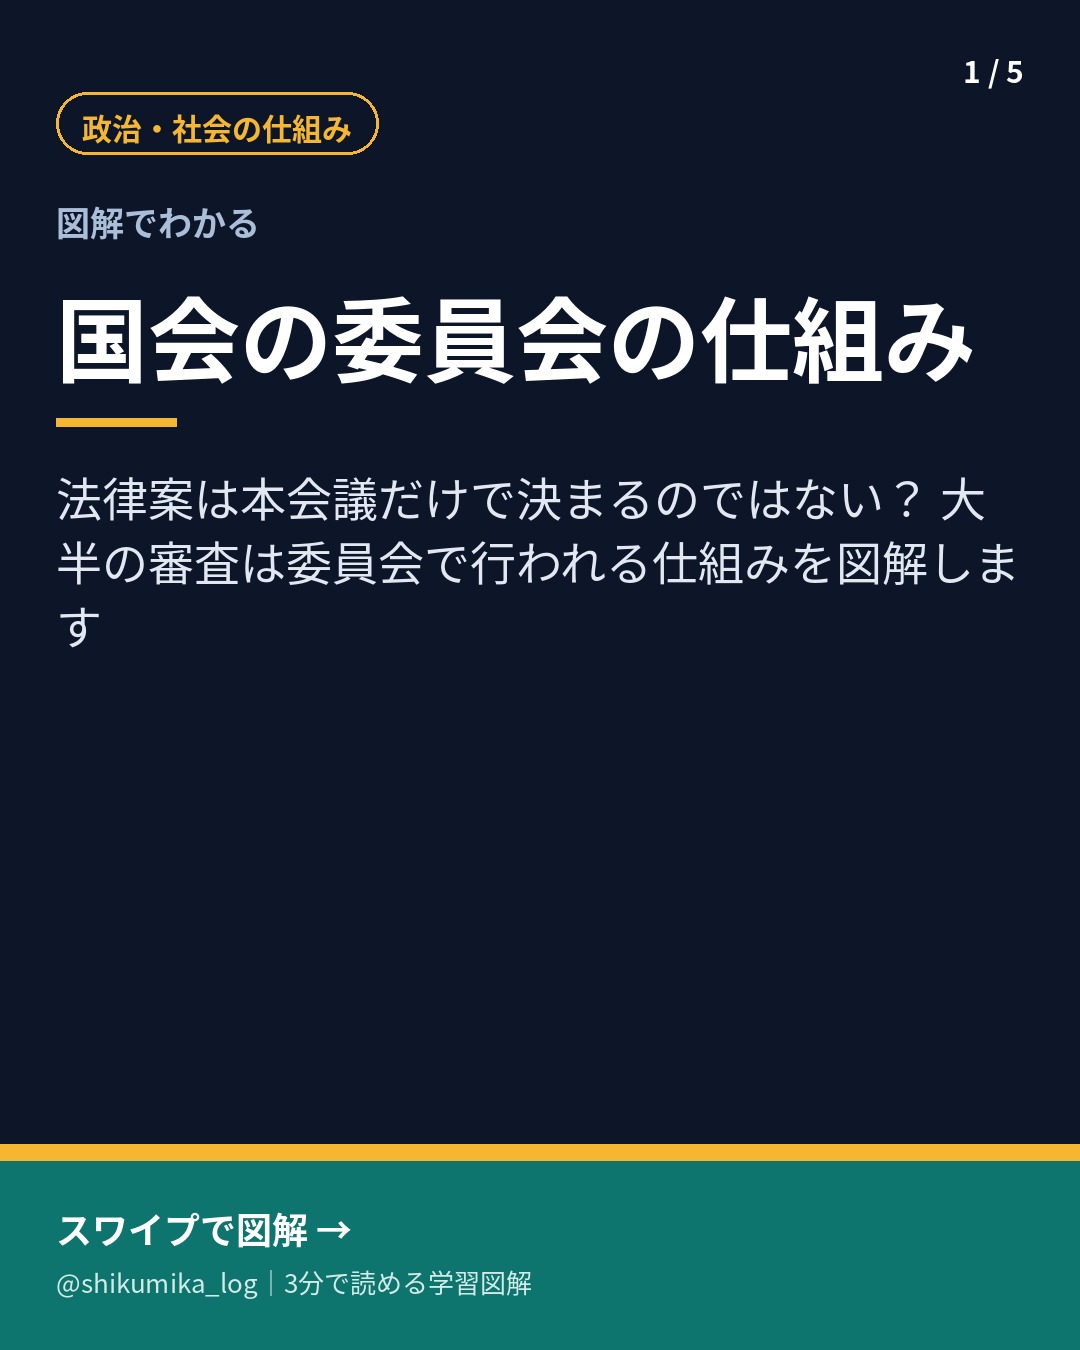 1 / 5
政治・社会の仕組み
図解でわかる
国会の委員会の仕組み
法律案は本会議だけで決まるのではない？ 大
半の審査は委員会で行われる仕組みを図解しま
す
スワイプで図解 →
@shikumika_log｜3分で読める学習図解